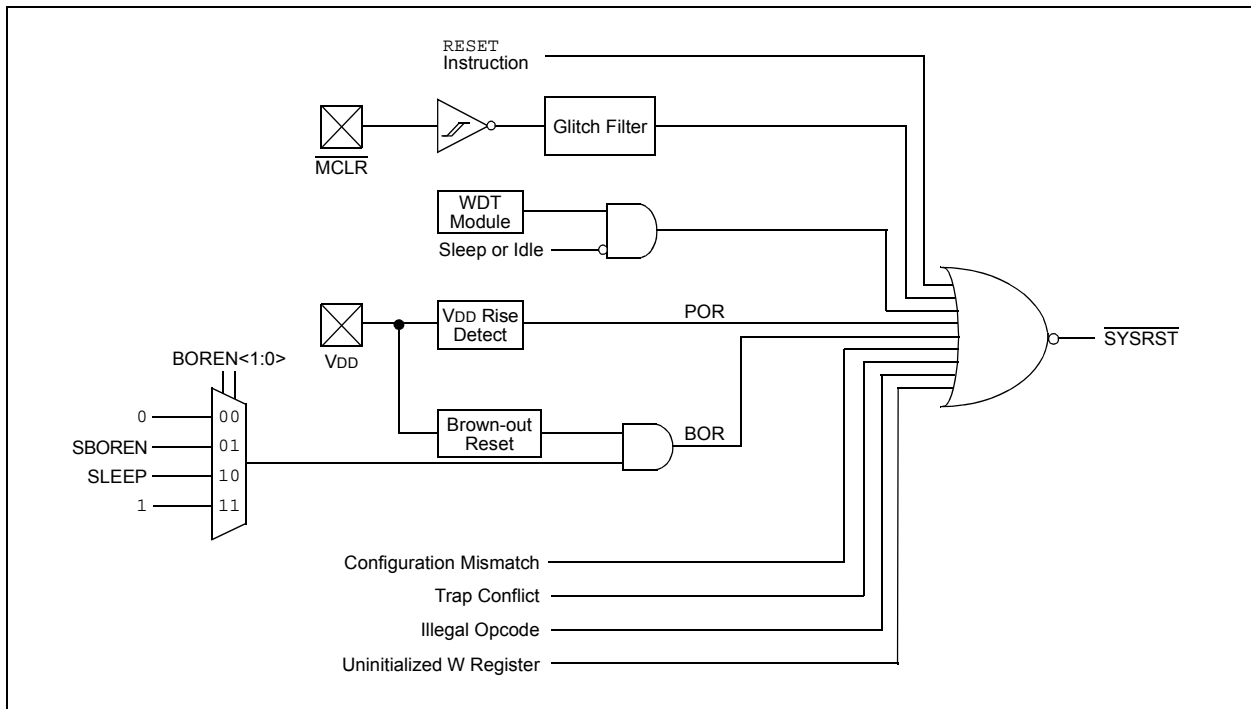 RESET
Instruction
Glitch Filter
MCLR
WDT
Module
Sleep or Idle
VDD Rise
Detect
POR
VDD
SYSRST
BOREN<1:0>
0
00
SBOREN
01
SLEEP
10
1
11
Brown-out
Reset
BOR
Configuration Mismatch
Trap Conflict
Illegal Opcode
Uninitialized W Register